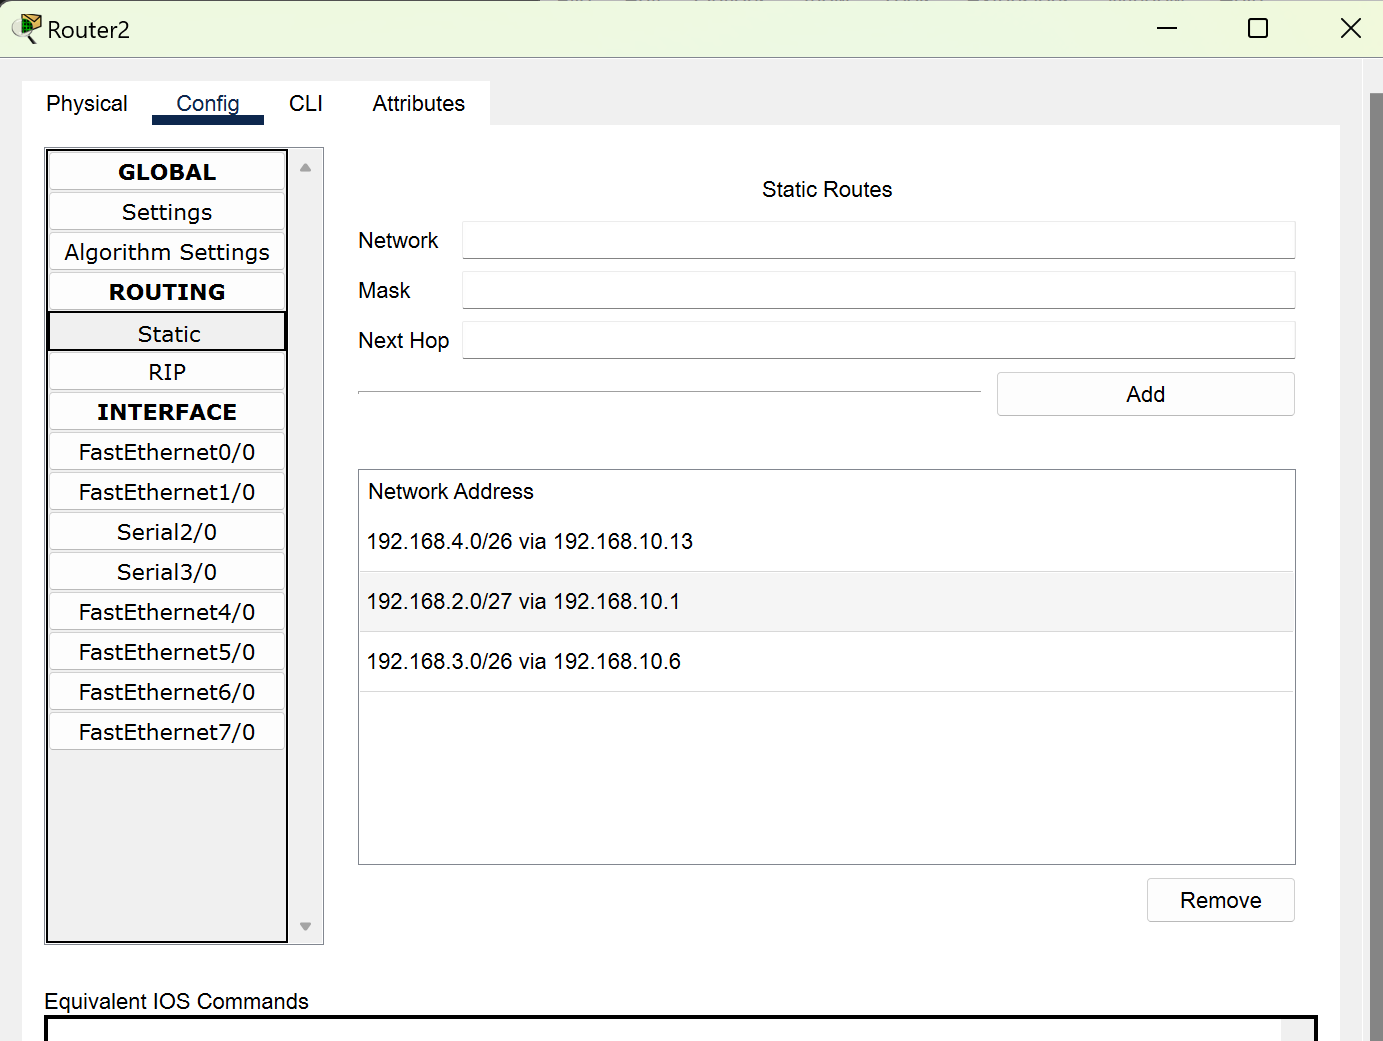 Router2
Physical Config CLI Attributes
GLOBAL
Settings
Algorithm Settings
ROUTING
Static
RIP
INTERFACE
FastEthernet0/0
FastEthernet1/0
Serial2/0
Serial3/0
FastEthernet4/0
FastEthernet5/0
FastEthernet6/0
FastEthernet7/0
Static Routes
Network
Mask
Next Hop
Add
Network Address
192.168.4.0/26 via 192.168.10.13
192.168.2.0/27 via 192.168.10.1
192.168.3.0/26 via 192.168.10.6
Remove
Equivalent IOS Commands